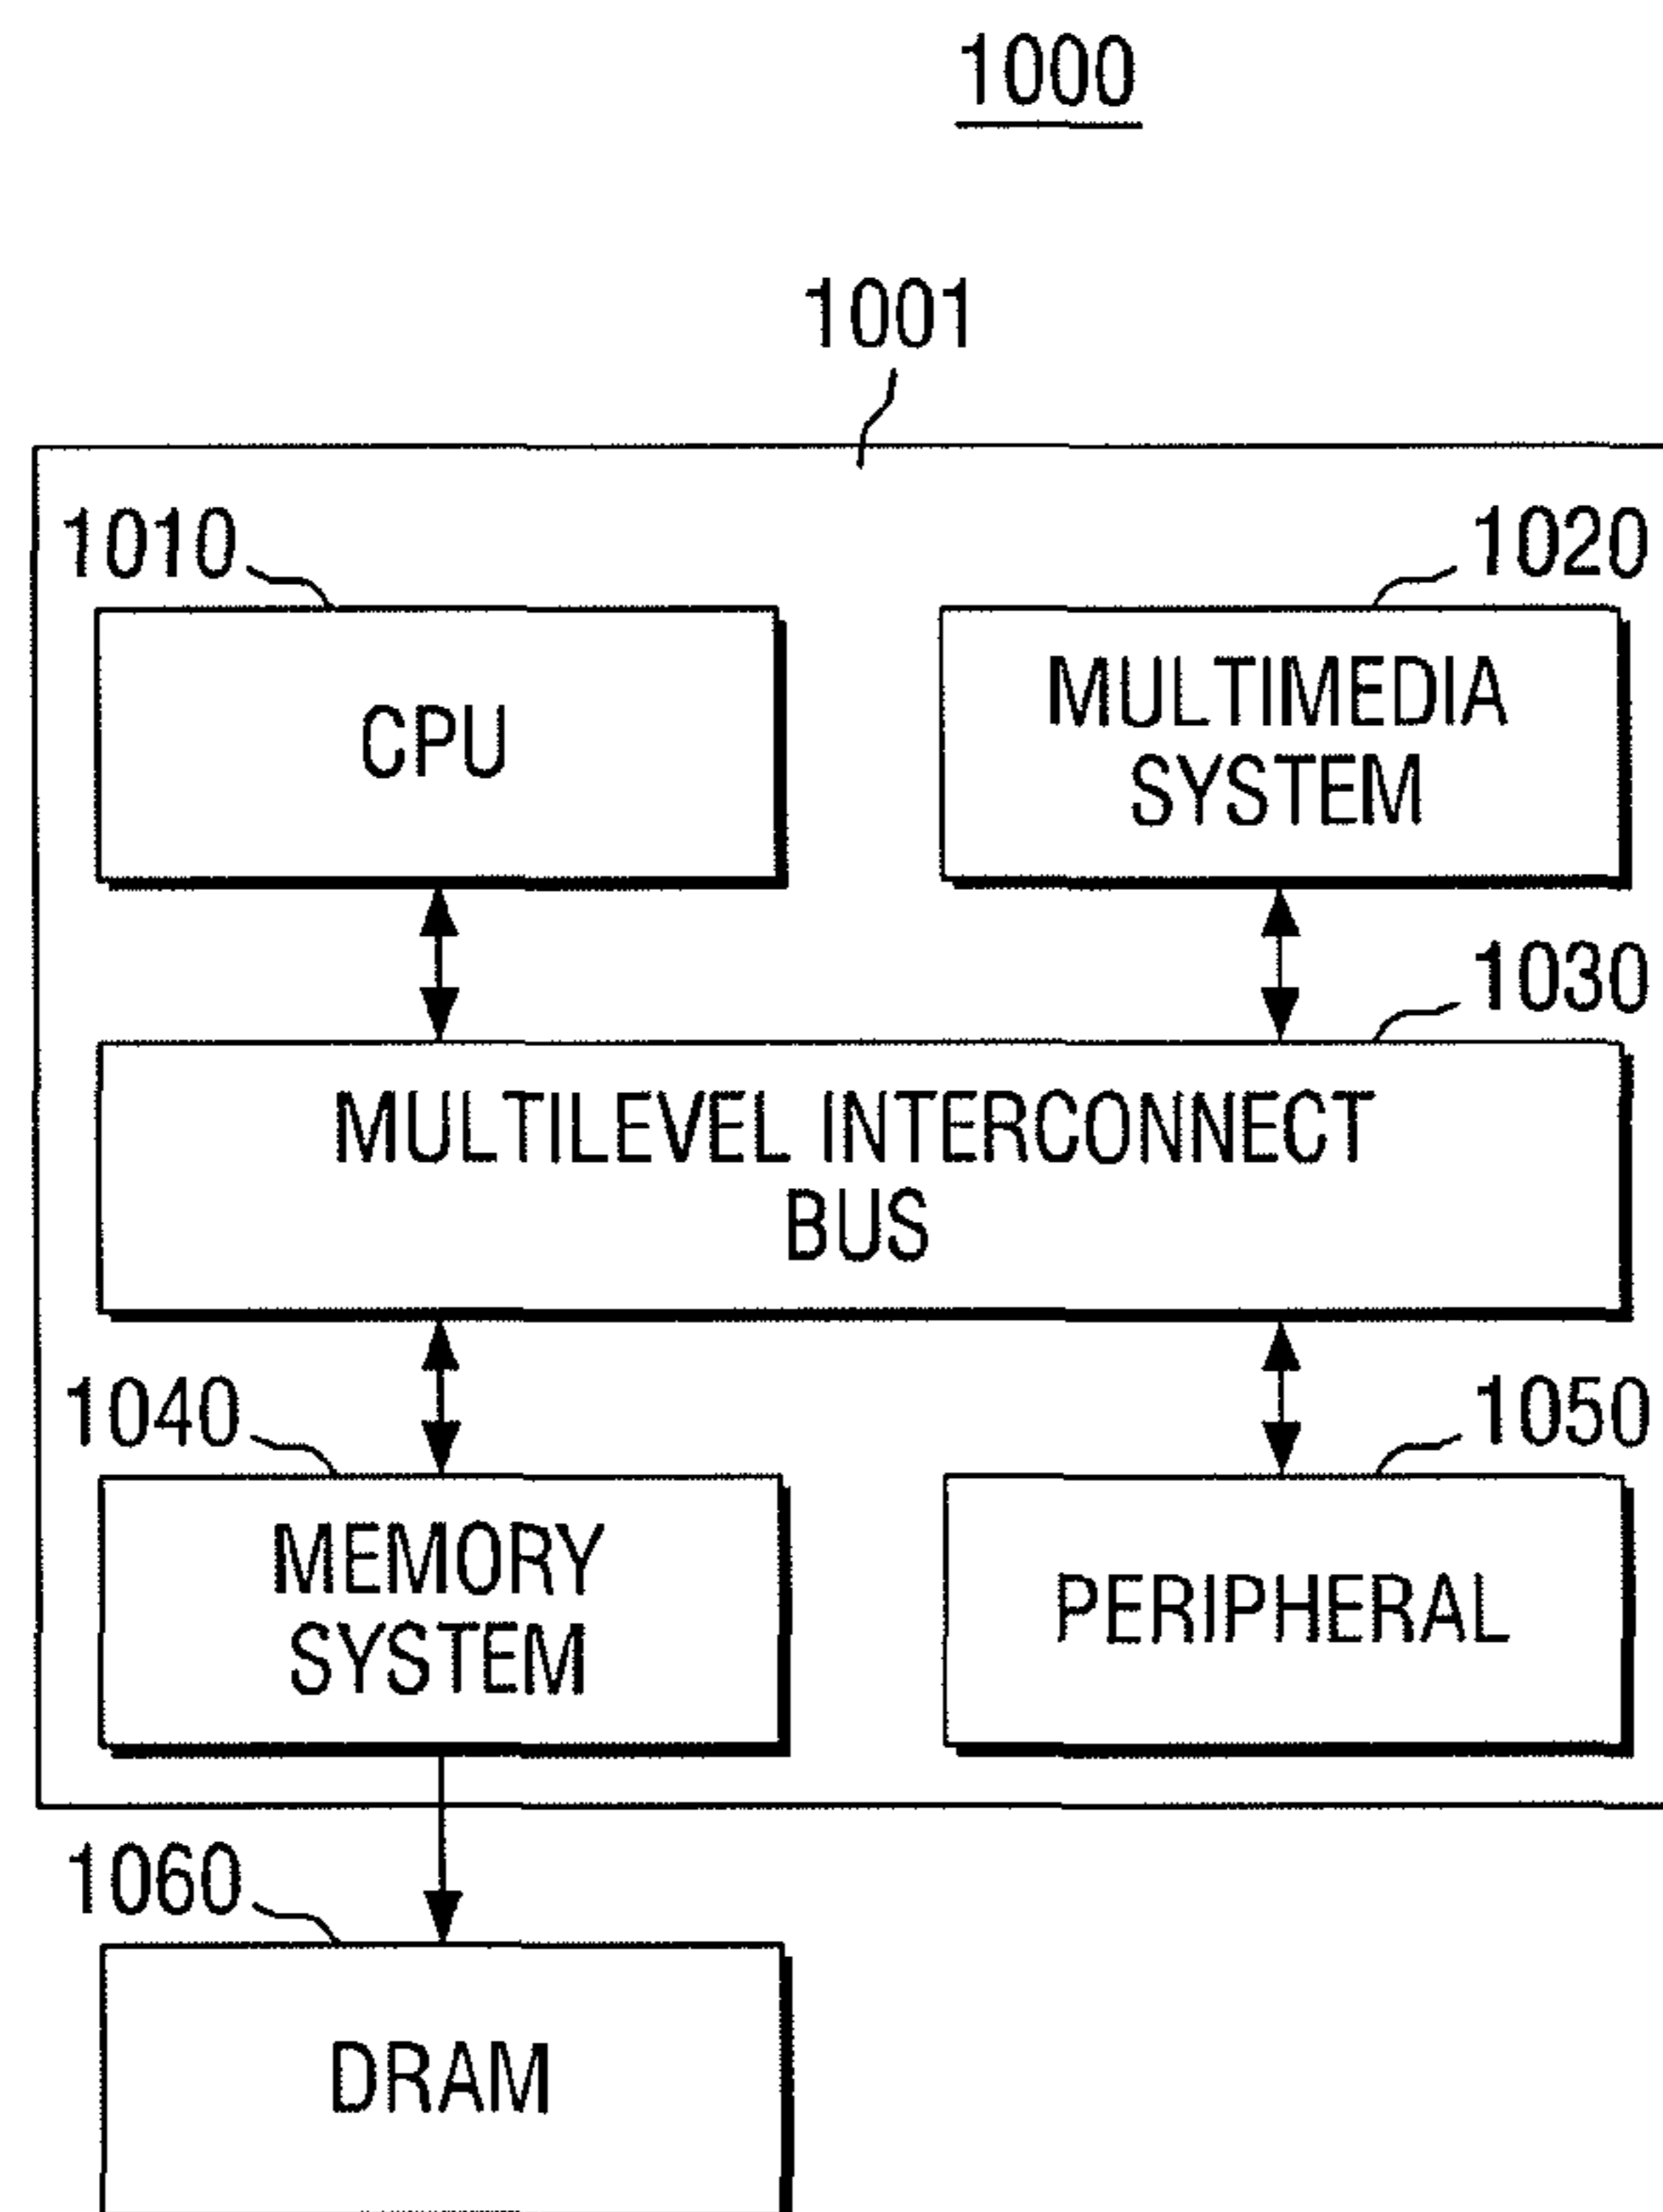 1000
1001
1010
1020
CPU
MULTIMEDIA
SYSTEM
1030
MULTILEVEL INTERCONNECT
BUS
1040
1050
MEMORY
SYSTEM
PERIPHERAL
1060
DRAM